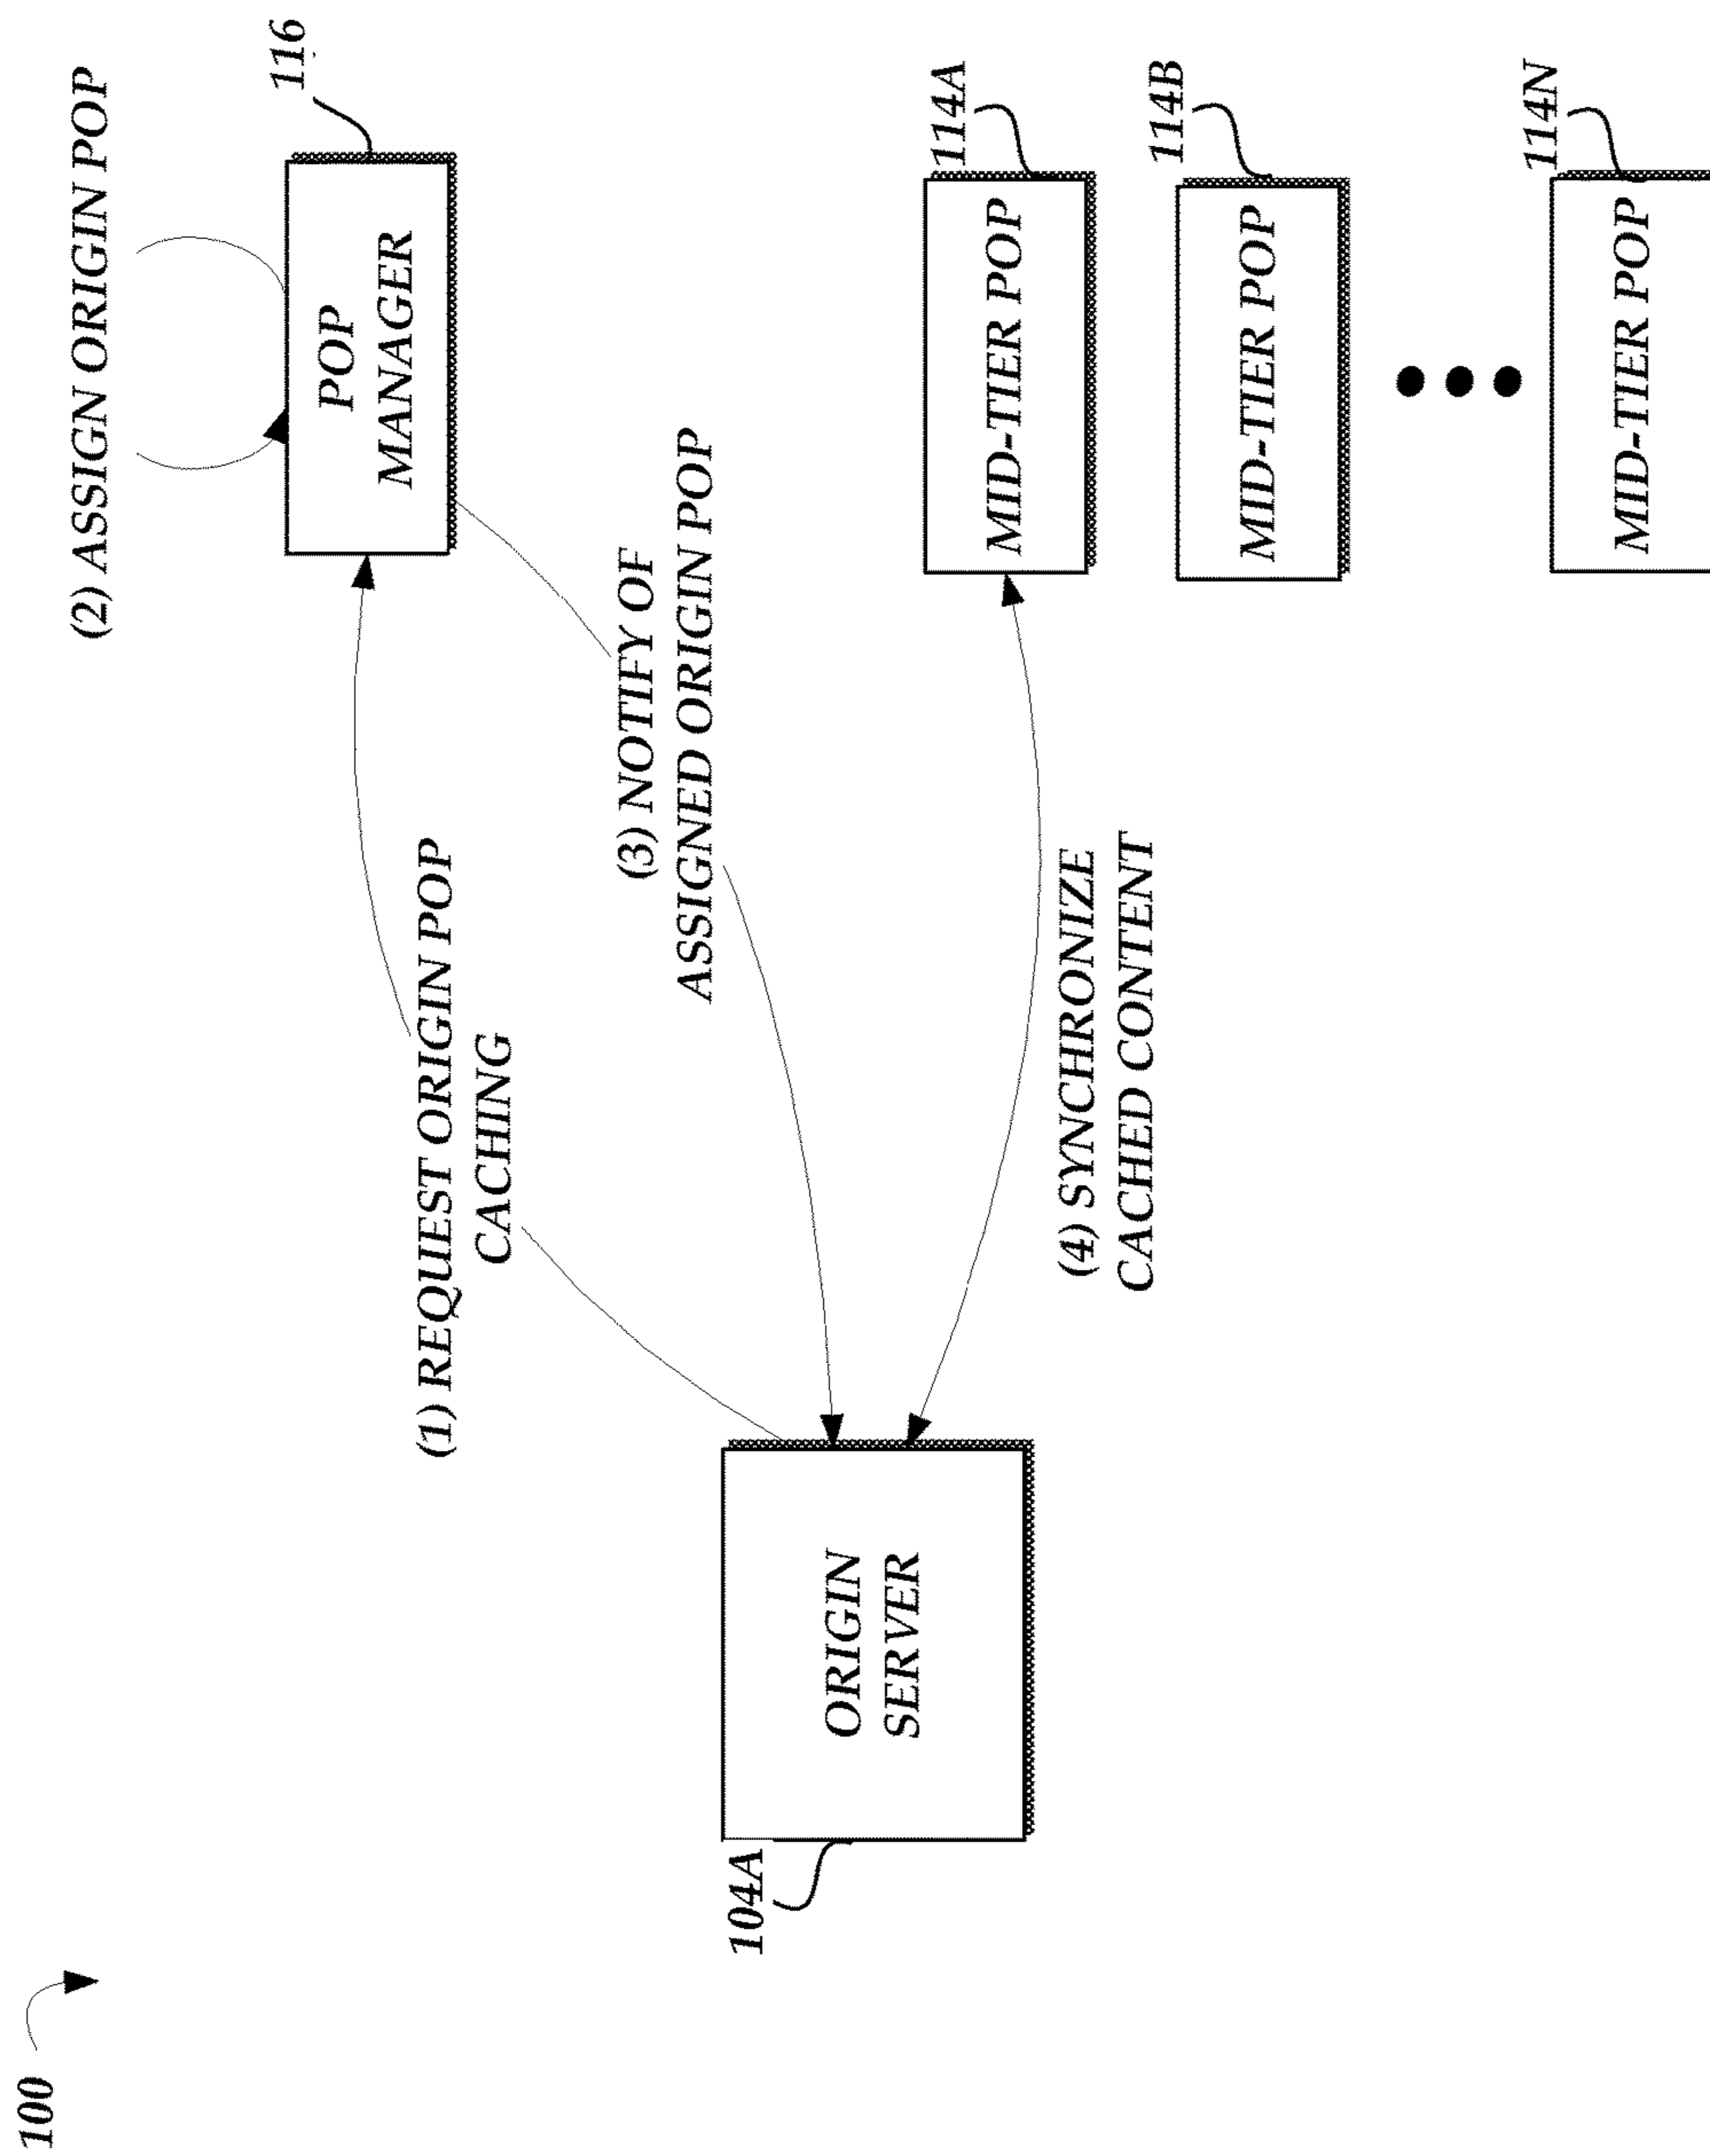 100
(2) ASSIGN ORIGIN POP
116
POP
MANAGER
(1) REQUEST ORIGIN POP
CACHING
(3) NOTIFY OF
ASSIGNED ORIGIN POP
104A
ORIGIN
SERVER
114A
MID-TIER POP
(4) SYNCHRONIZE
CACHED CONTENT
114B
MID-TIER POP
114N
MID-TIER POP